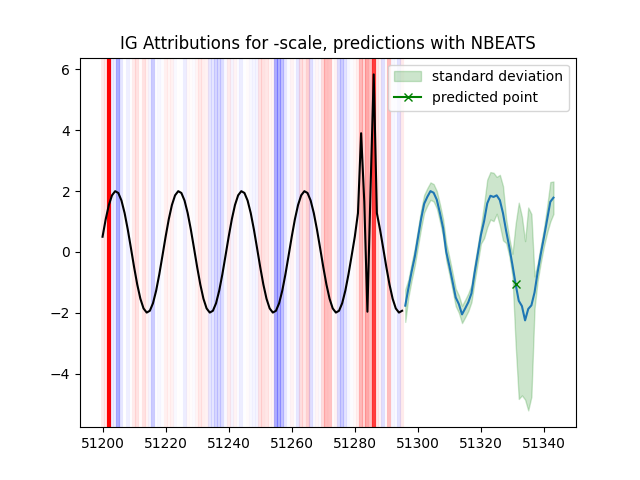 IG Attributions for -scale, predictions with NBEATS
6
4
2
0
−2
−4
standard deviation
predicted point
51200 51220 51240 51260 51280 51300 51320 51340